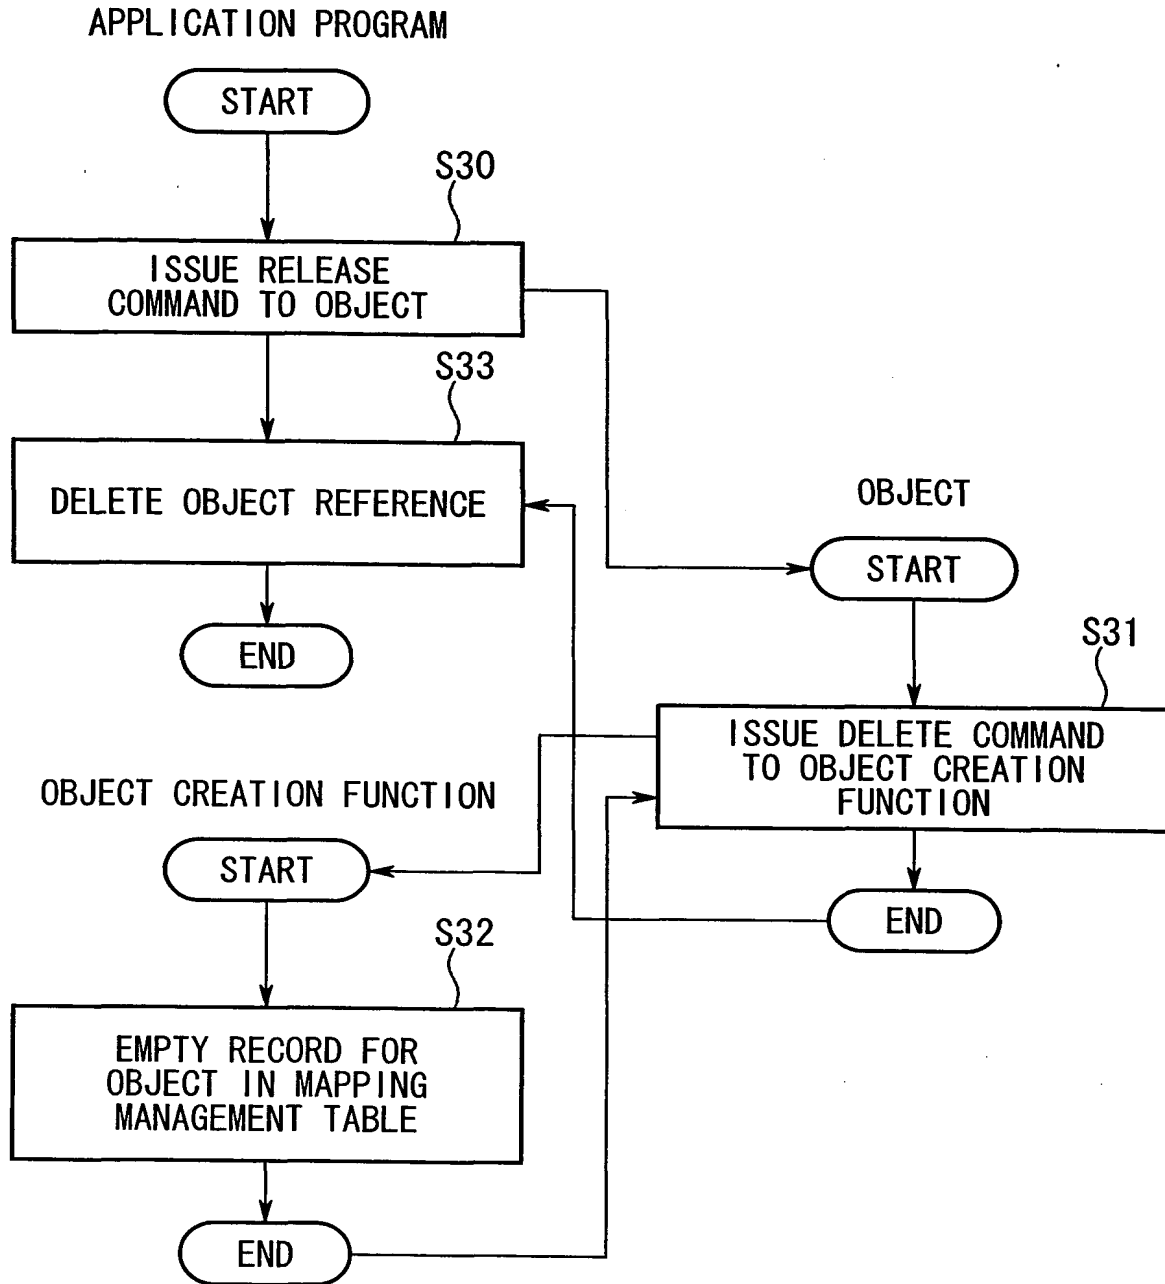 APPLICATION PROGRAM
START
S30
ISSUE RELEASE
COMMAND TO OBJECT
S33
DELETE OBJECT REFERENCE
END
OBJECT
START
S31
ISSUE DELETE COMMAND
TO OBJECT CREATION
FUNCTION
END
OBJECT CREATION FUNCTION
START
S32
EMPTY RECORD FOR
OBJECT IN MAPPING
MANAGEMENT TABLE
END